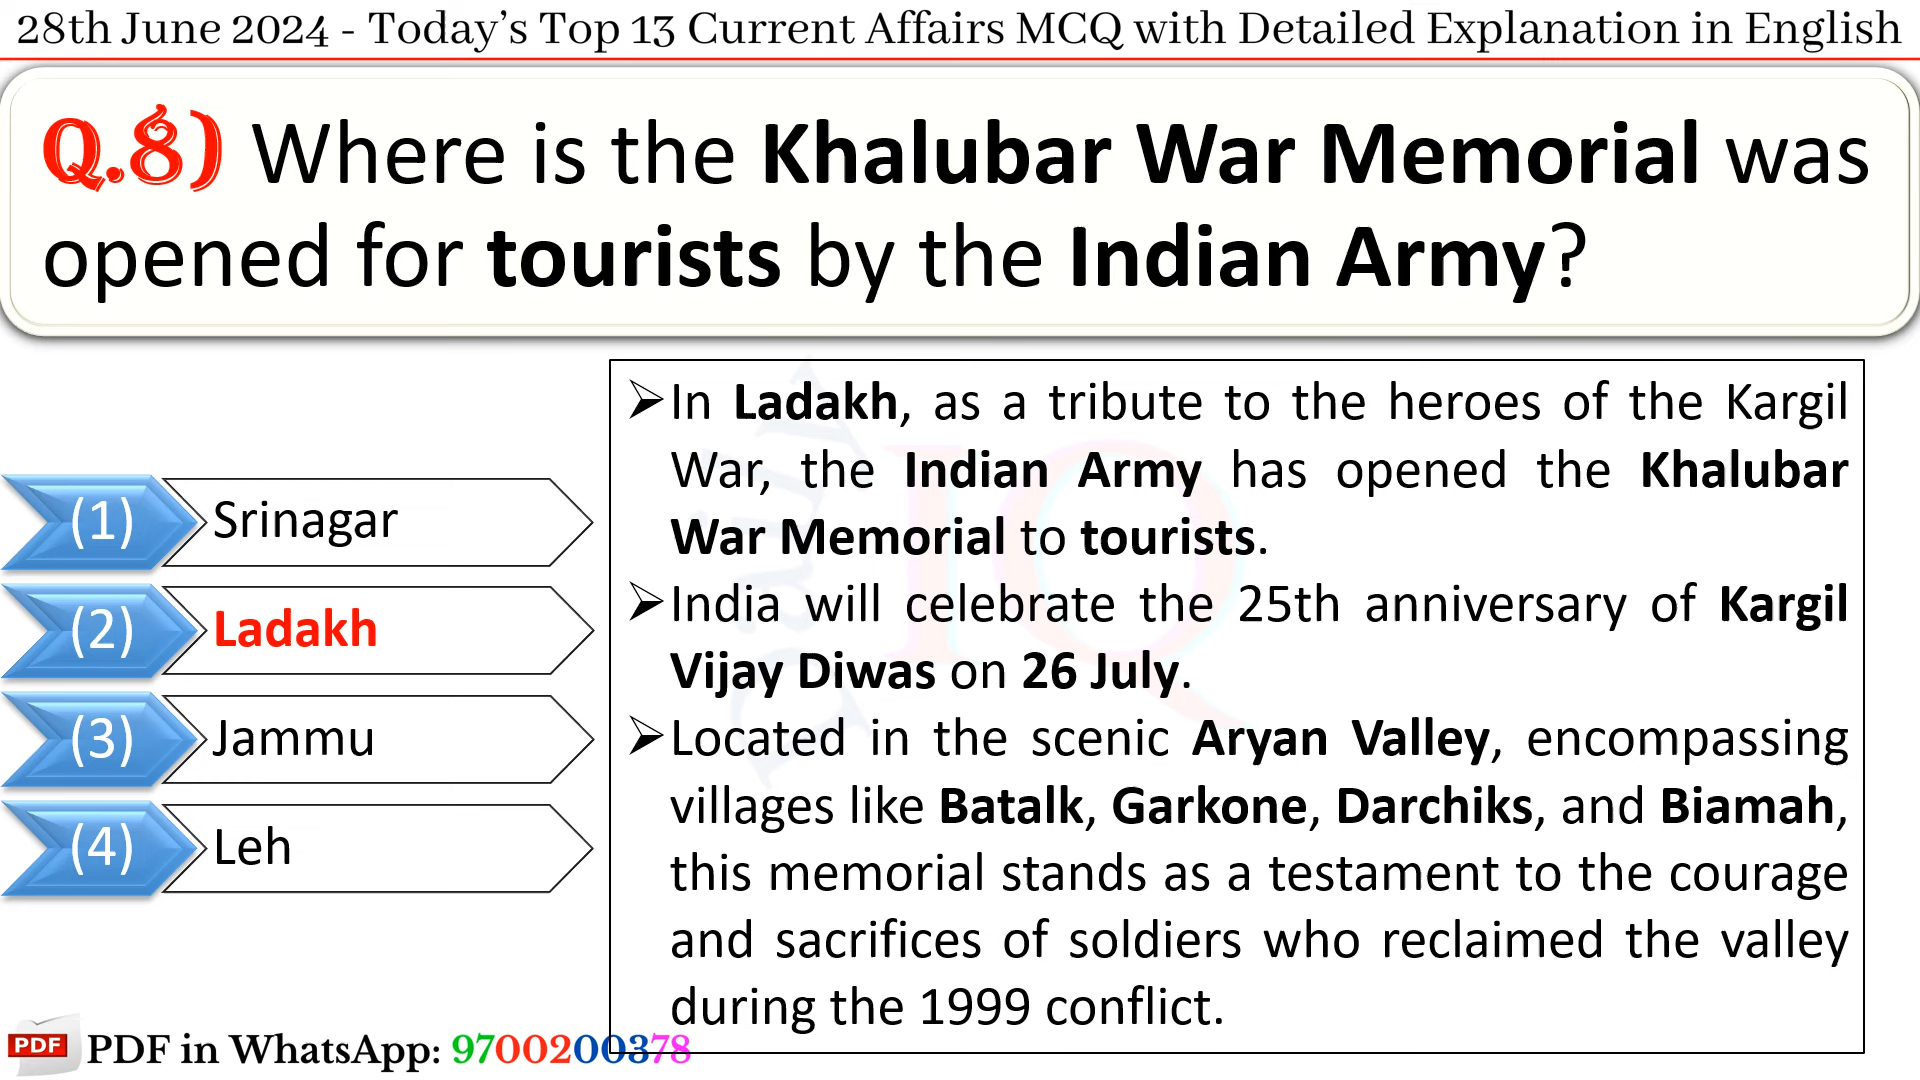 28th June 2024 - Today's Top 13 Current Affairs MCQ with Detailed Explanation in English
Q.8) Where is the Khalubar War Memorial was
opened for tourists by the Indian Army?
(1) Srinagar
(2) Ladakh
(3) Jammu
(4) Leh
➢In Ladakh, as a tribute to the heroes of the Kargil
War, the Indian Army has opened the Khalubar
War Memorial to tourists.
➢India will celebrate the 25th anniversary of Kargil
Vijay Diwas on 26 July.
➢Located in the scenic Aryan Valley, encompassing
villages like Batalk, Garkone, Darchiks, and Biamah,
this memorial stands as a testament to the courage
and sacrifices of soldiers who reclaimed the valley
during the 1999 conflict.
Daily
IQ
PDF PDF in WhatsApp: 9700200378